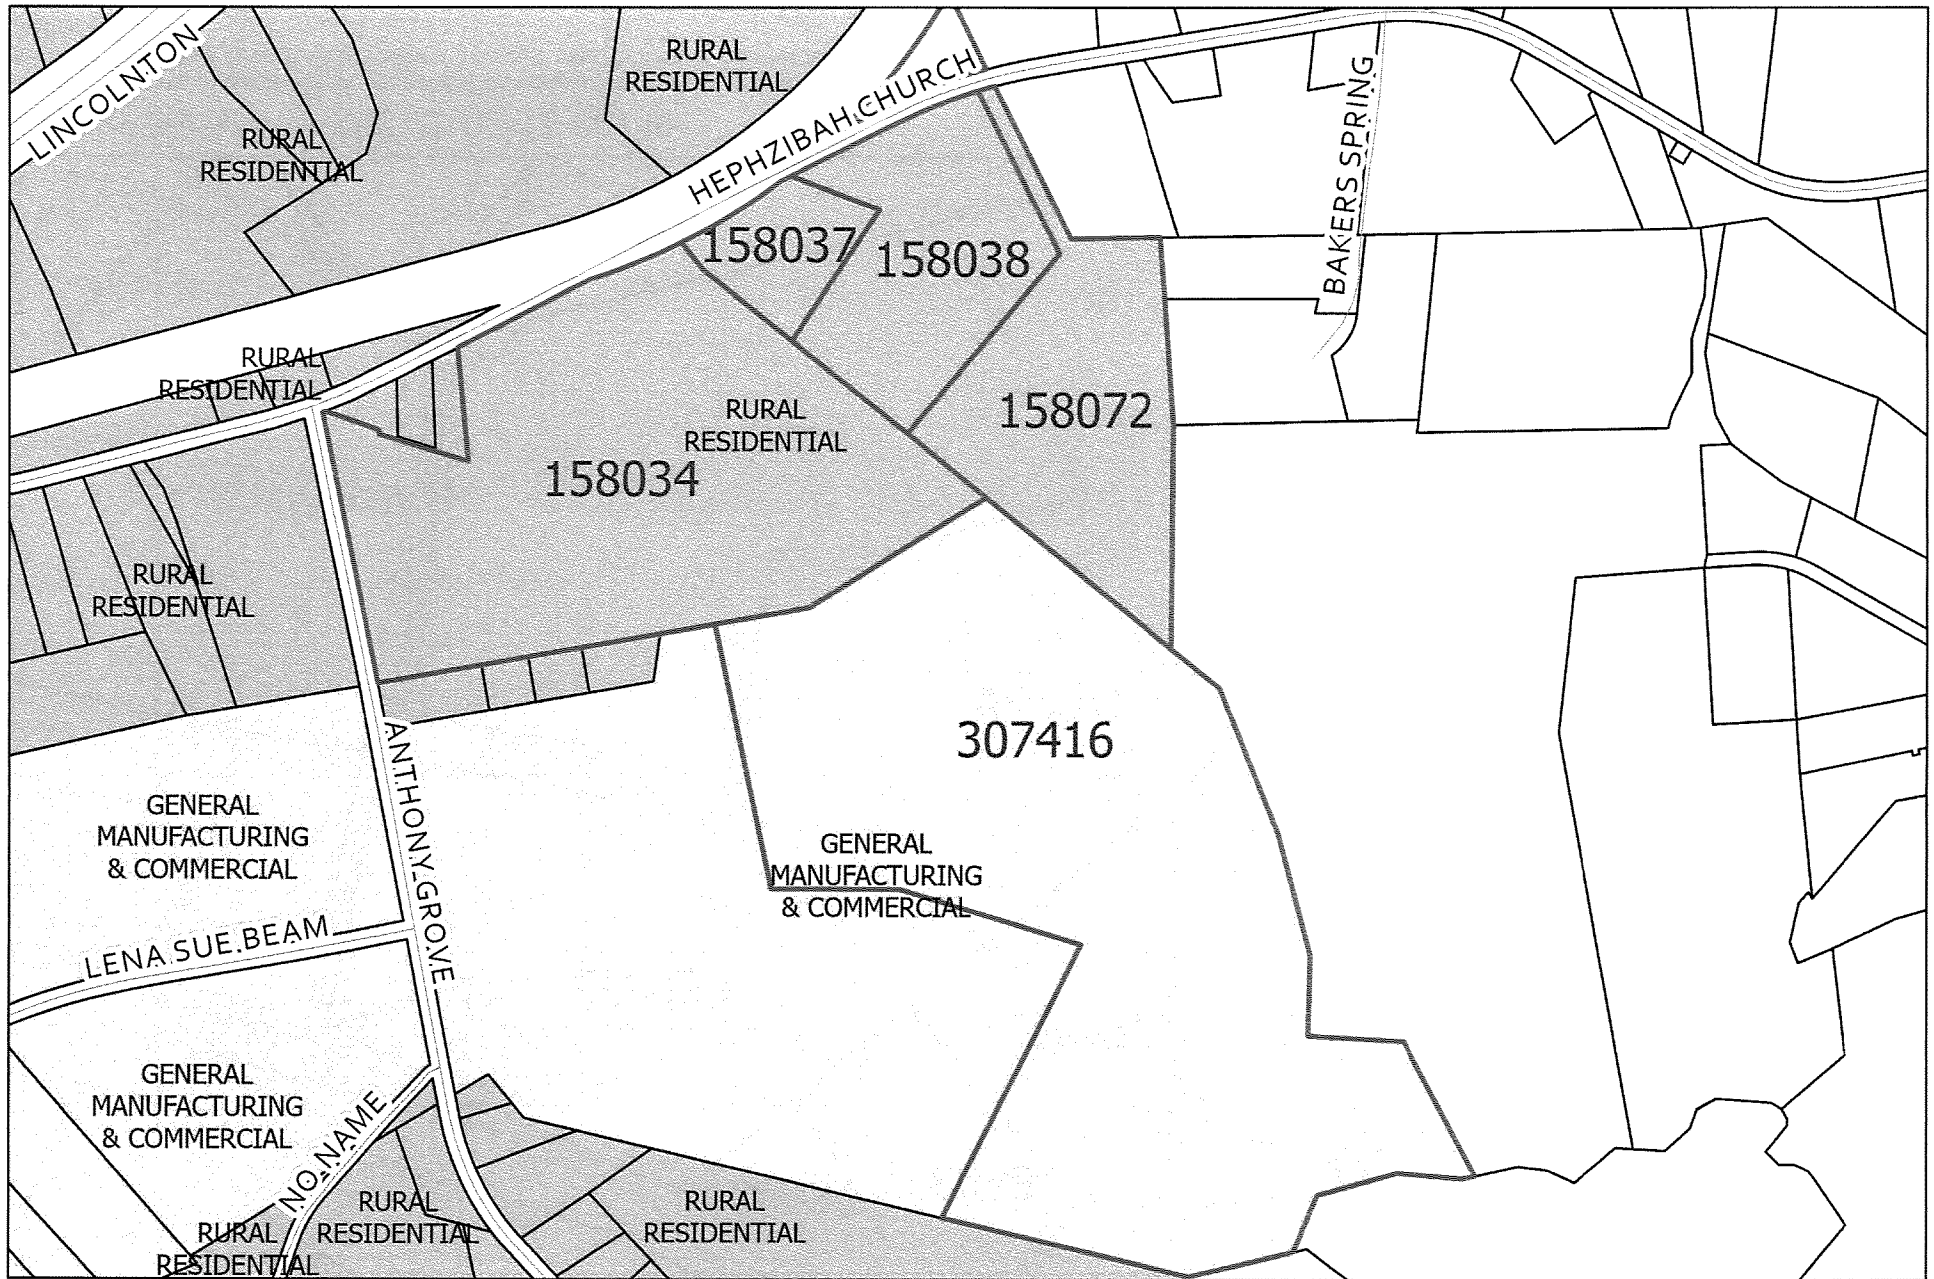 LINCOLNTON
RURAL
RESIDENTIAL
RURAL
RESIDENTIAL
HEPHZIBAH CHURCH
BAKERS SPRING
158037
158038
RURAL
RESIDENTIAL
158072
RURAL
RESIDENTIAL
158034
RURAL
RESIDENTIAL
ANTHONY GROVE
307416
GENERAL
MANUFACTURING
& COMMERCIAL
GENERAL
MANUFACTURING
& COMMERCIAL
LENA SUE BEAM
GENERAL
MANUFACTURING
& COMMERCIAL
NO NAME
RURAL
RESIDENTIAL
RURAL
RESIDENTIAL
RURAL
RESIDENTIAL